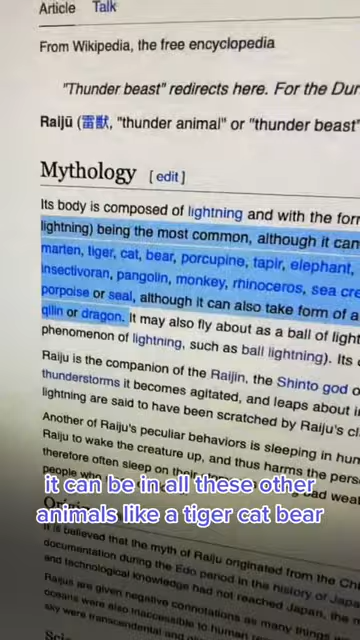 Article Talk
From Wikipedia, the free encyclopedia
"Thunder beast" redirects here. For the Dur
Raijū (雷獣, "thunder animal" or "thunder beast"
Mythology [ edit ]
Its body is composed of lightning and with the for
lightning) being the most common, although it can
marten, tiger, cat, bear, porcupine, tapir, elephant,
insectivoran, pangolin, monkey, rhinoceros, sea cre
porpoise or seal, although it can also take form of a
qilin or dragon. It may also fly about as a ball of light
phenomenon of lightning, such as ball lightning). Its
Raiju is the companion of the Raijin, the Shinto god o
thunderstorms it becomes agitated, and leaps about i
lightning are said to have been scratched by Raiju's cl
Another of Raiju's peculiar behaviors is sleeping in hum
Raiju to wake the creature up, and thus harms the pers
therefore often sleep on their
people who bad weat
it can be in all these other
animals like a tiger cat bear
It is believed that the myth of Raiju originated from the Chi
documentation during the Edo period in the history of Japa
and technological knowledge had not reached Japan, the
Raijus are given negative connotations as many things
oceans were also inaccessible to human
sky were transcendental